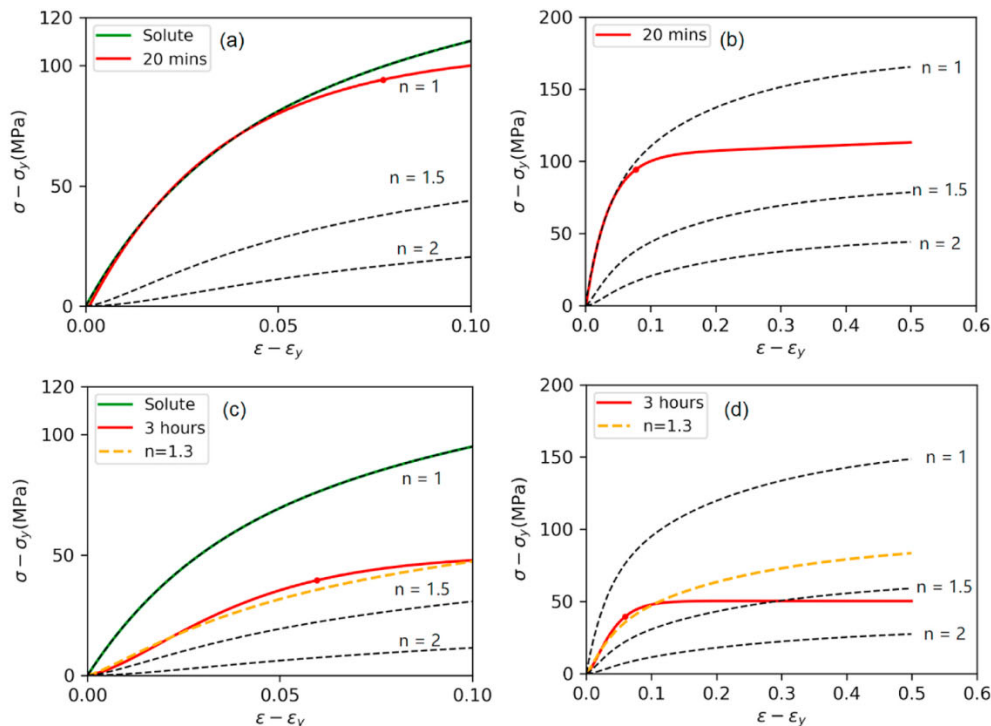 120
100
50
0
σ − σy(MPa)
Solute
20 mins
(a)
n = 1
n = 1.5
n = 2
0.00
0.05
0.10
ε − εy
200
150
100
50
0
σ − σy(MPa)
20 mins
(b)
n = 1
n = 1.5
n = 2
0.0
0.1
0.2
0.3
0.4
0.5
0.6
ε − εy
120
100
50
0
σ − σy(MPa)
Solute
3 hours
n=1.3
(c)
n = 1
n = 1.5
n = 2
0.00
0.05
0.10
ε − εy
200
150
100
50
0
σ − σy(MPa)
3 hours
n=1.3
(d)
n = 1
n = 1.5
n = 2
0.0
0.1
0.2
0.3
0.4
0.5
0.6
ε − εy